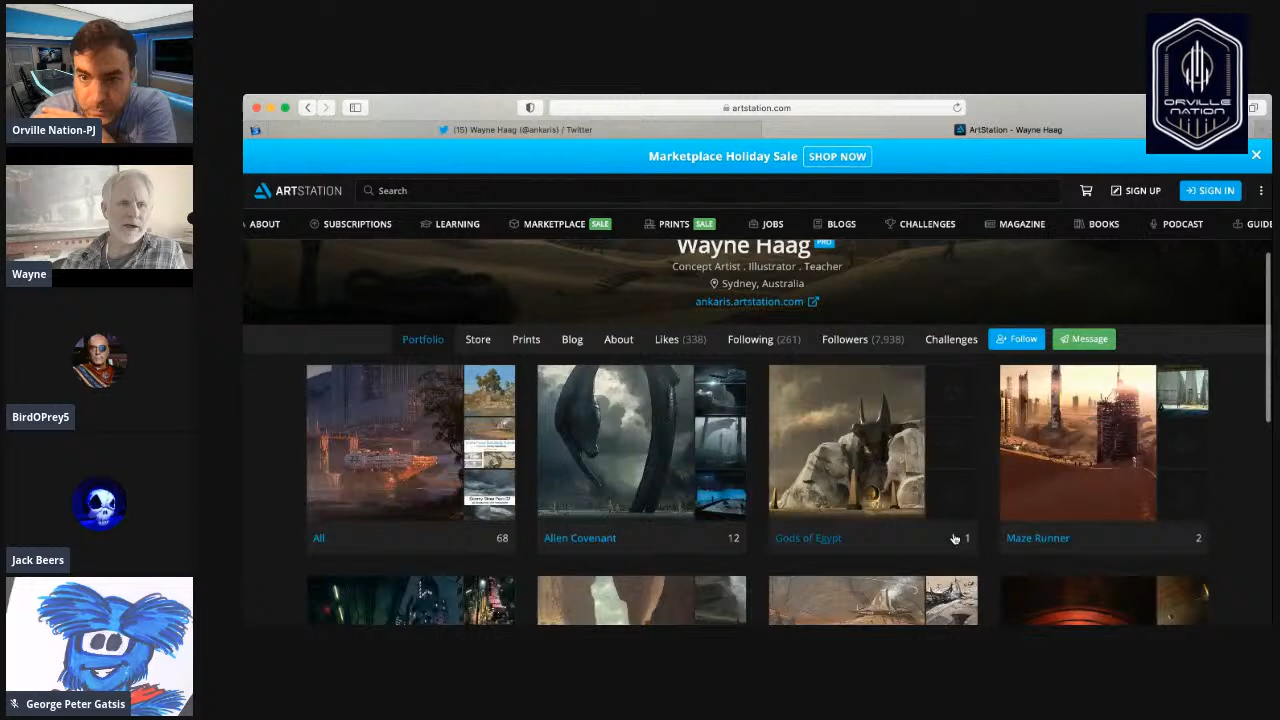 Orville Nation-PJ
Wayne
BirdOPrey5
Jack Beers
George Peter Gatsis
ORVILLE
NATION
artstation.com
(15) Wayne Haag (@ankaris) / Twitter
ArtStation - Wayne Haag
Marketplace Holiday Sale SHOP NOW
ARTSTATION Search SIGN UP SIGN IN
ABOUT SUBSCRIPTIONS LEARNING MARKETPLACE SALE PRINTS SALE JOBS BLOGS CHALLENGES MAGAZINE BOOKS PODCAST GUIDE
Wayne Haag PRO
Concept Artist . Illustrator . Teacher
Sydney, Australia
ankaris.artstation.com
Portfolio Store Prints Blog About Likes (338) Following (261) Followers (7,938) Challenges Follow Message
All 68
Alien Covenant 12
Gods of Egypt 1
Maze Runner 2